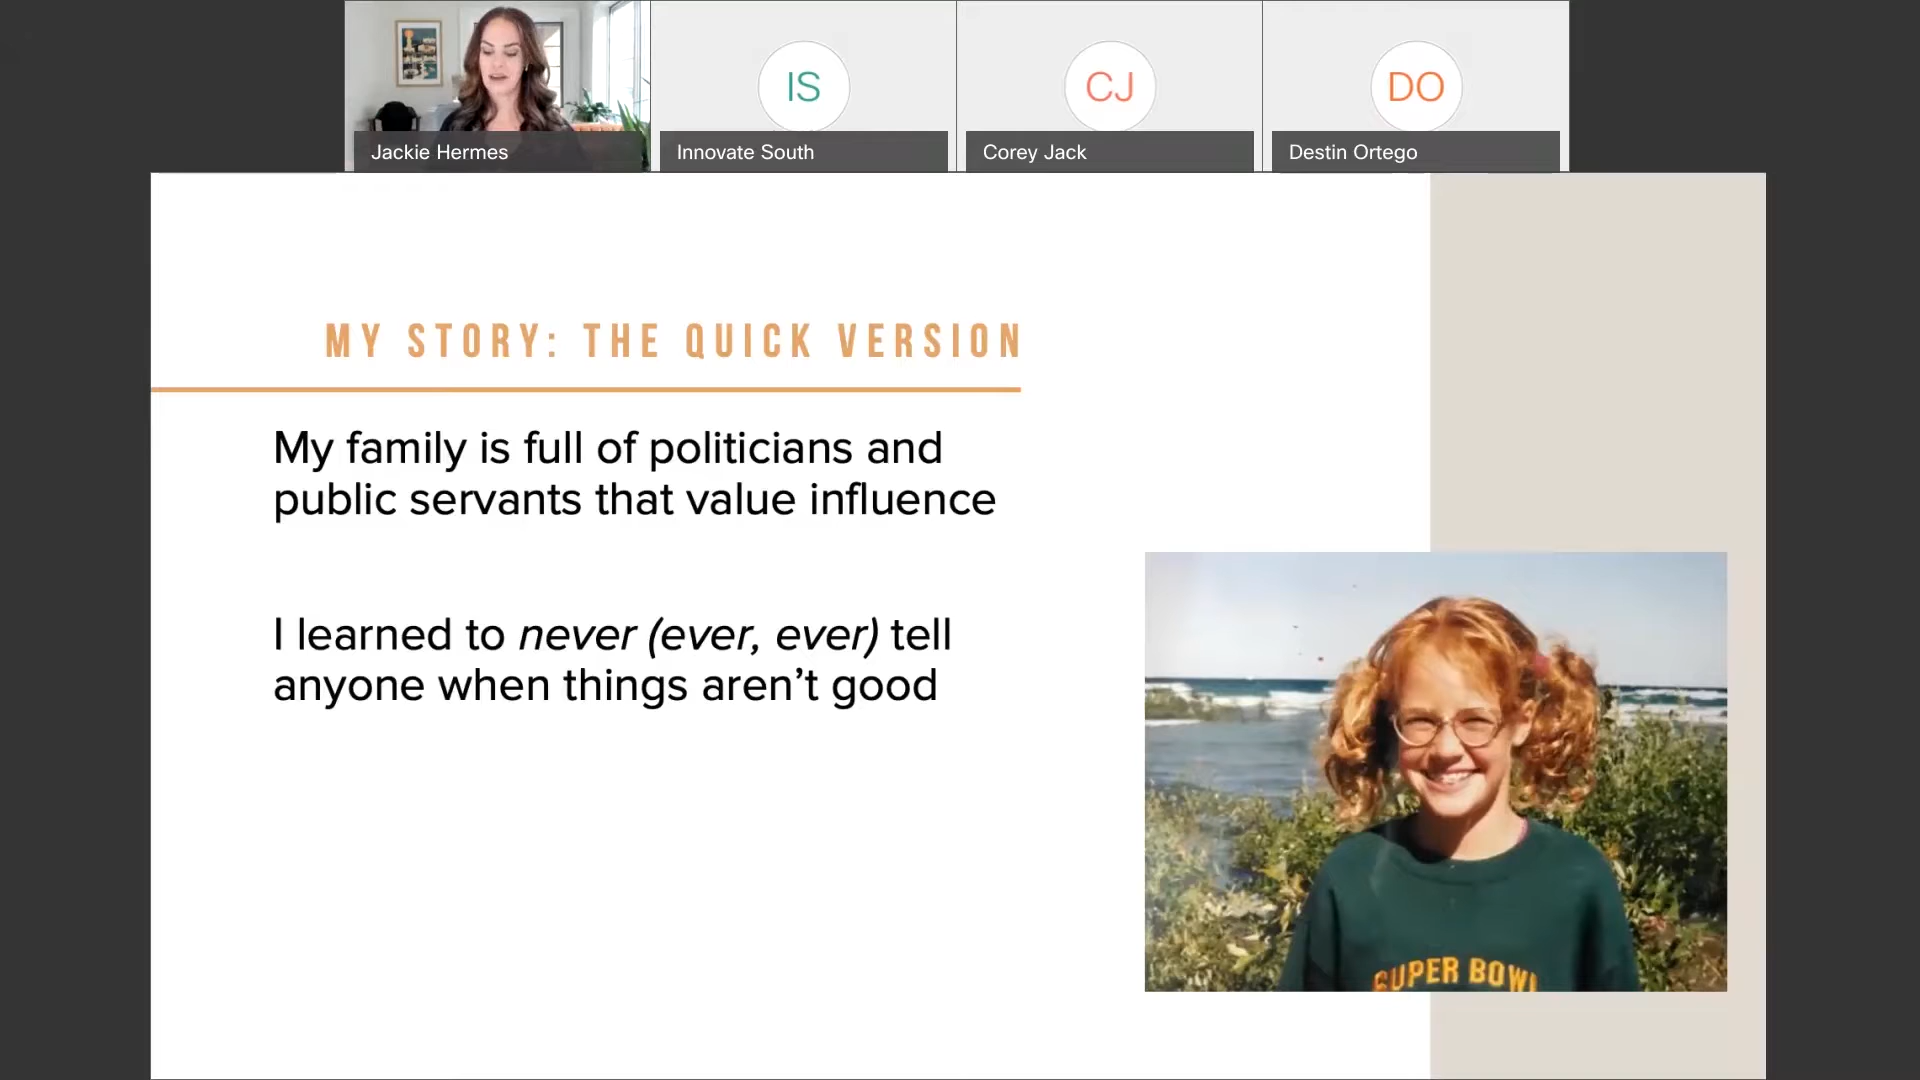 Jackie Hermes
IS
Innovate South
CJ
Corey Jack
DO
Destin Ortego
MY STORY: THE QUICK VERSION
My family is full of politicians and
public servants that value influence
I learned to never (ever, ever) tell
anyone when things aren’t good
SUPER BOWL